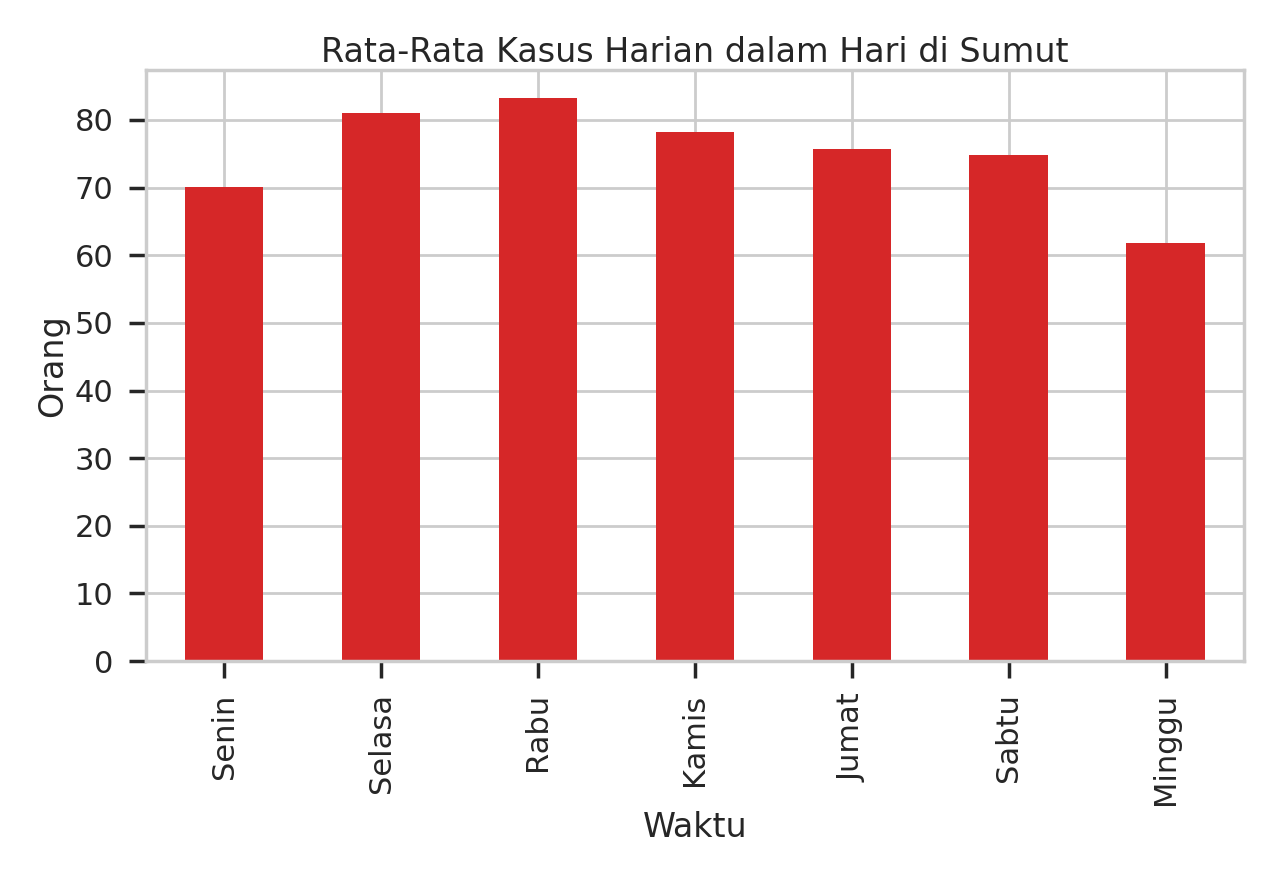 Rata-Rata Kasus Harian dalam Hari di Sumut
Orang
80
70
60
50
40
30
20
10
0
Senin
Selasa
Rabu
Kamis
Jumat
Sabtu
Minggu
Waktu